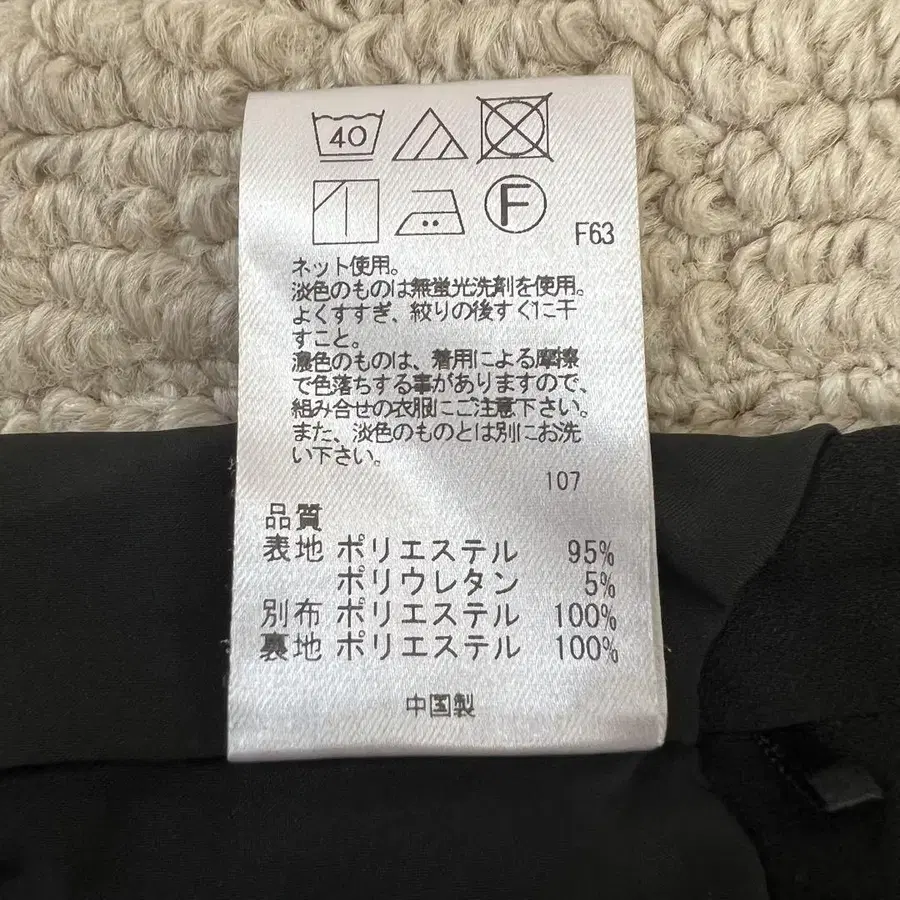 40
F
F63
ネット使用。
淡色のものは無蛍光洗剤を使用。
よくすすぎ、絞りの後すぐに干
すこと。
濃色のものは、着用による摩擦
で色落ちする事がありますので、
組み合せの衣服にご注意下さい。
また、淡色のものとは別にお洗
い下さい。
107
品質
表地 ポリエステル 95%
ポリウレタン 5%
別布 ポリエステル 100%
裏地 ポリエステル 100%
中国製